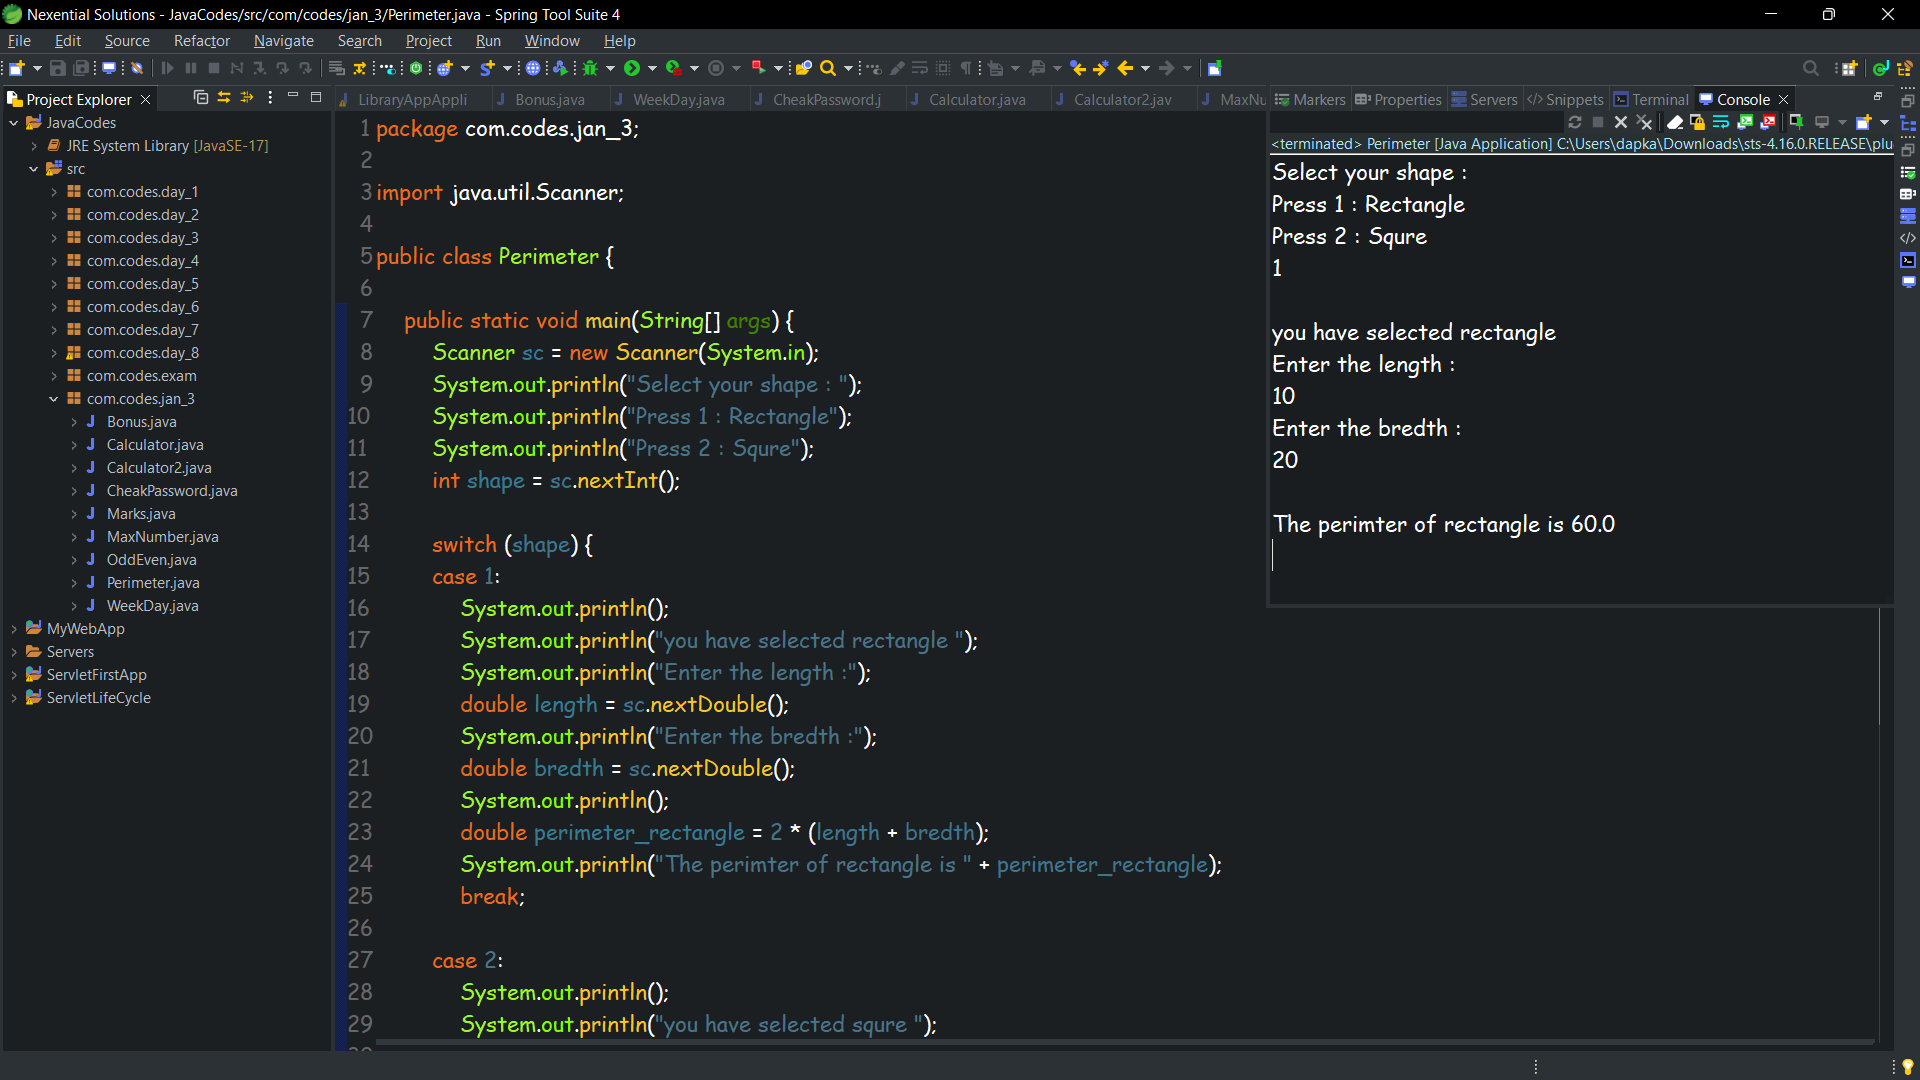 Nexential Solutions - JavaCodes/src/com/codes/jan_3/Perimeter.java - Spring Tool Suite 4
File Edit Source Refactor Navigate Search Project Run Window Help
Project Explorer
JavaCodes
JRE System Library [JavaSE-17]
src
com.codes.day_1
com.codes.day_2
com.codes.day_3
com.codes.day_4
com.codes.day_5
com.codes.day_6
com.codes.day_7
com.codes.day_8
com.codes.exam
com.codes.jan_3
Bonus.java
Calculator.java
Calculator2.java
CheakPassword.java
Marks.java
MaxNumber.java
OddEven.java
Perimeter.java
WeekDay.java
MyWebApp
Servers
ServletFirstApp
ServletLifeCycle
LibraryAppAppli Bonus.java WeekDay.java CheakPassword.j Calculator.java Calculator2.jav MaxNu
1 package com.codes.jan_3;
2
3 import java.util.Scanner;
4
5 public class Perimeter {
6
7 public static void main(String[] args) {
8 Scanner sc = new Scanner(System.in);
9 System.out.println("Select your shape : ");
10 System.out.println("Press 1 : Rectangle");
11 System.out.println("Press 2 : Squre");
12 int shape = sc.nextInt();
13
14 switch (shape) {
15 case 1:
16 System.out.println();
17 System.out.println("you have selected rectangle ");
18 System.out.println("Enter the length :");
19 double length = sc.nextDouble();
20 System.out.println("Enter the bredth :");
21 double bredth = sc.nextDouble();
22 System.out.println();
23 double perimeter_rectangle = 2 * (length + bredth);
24 System.out.println("The perimter of rectangle is " + perimeter_rectangle);
25 break;
26
27 case 2:
28 System.out.println();
29 System.out.println("you have selected squre ");
Markers Properties Servers Snippets Terminal Console
<terminated> Perimeter [Java Application] C:\Users\dapka\Downloads\sts-4.16.0.RELEASE\plu
Select your shape :
Press 1 : Rectangle
Press 2 : Squre
1
you have selected rectangle
Enter the length :
10
Enter the bredth :
20
The perimter of rectangle is 60.0